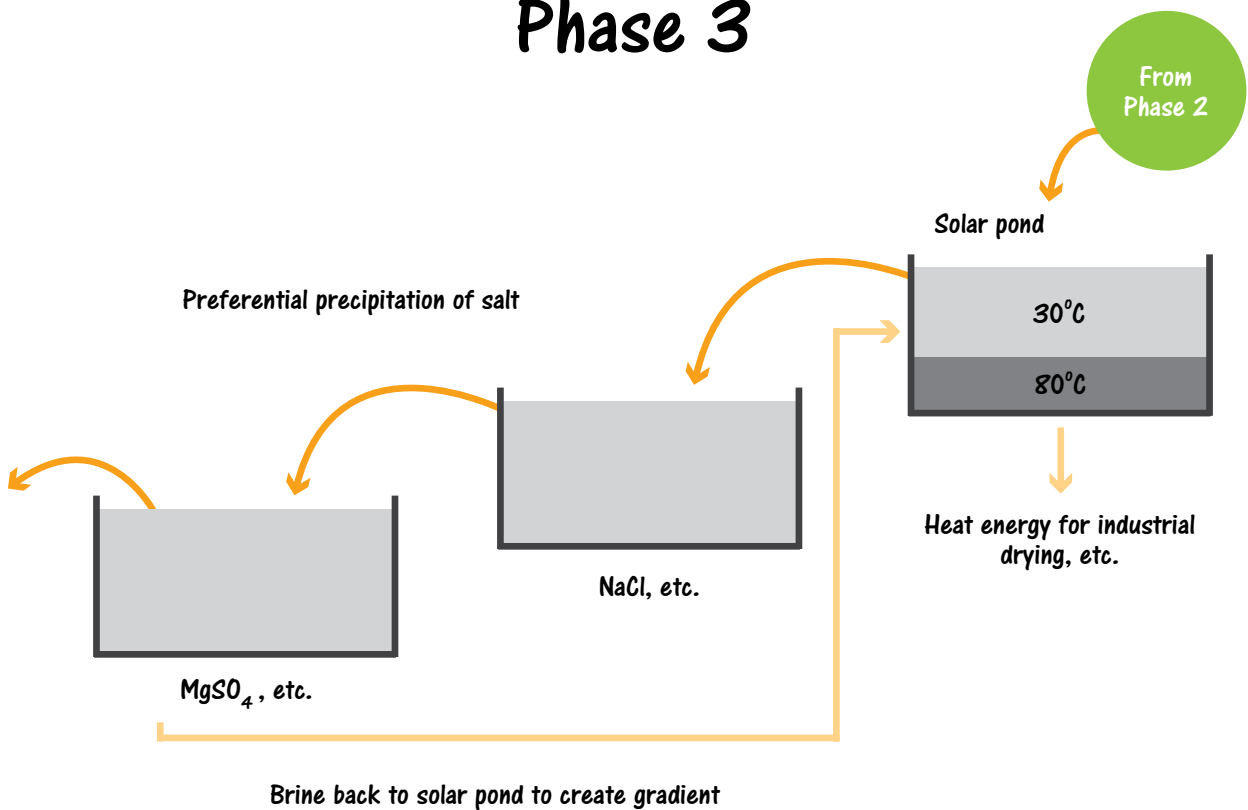 Phase 3
From
Phase 2
Solar pond
30°C
80°C
Preferential precipitation of salt
Heat energy for industrial
drying, etc.
NaCl, etc.
MgSO₄, etc.
Brine back to solar pond to create gradient